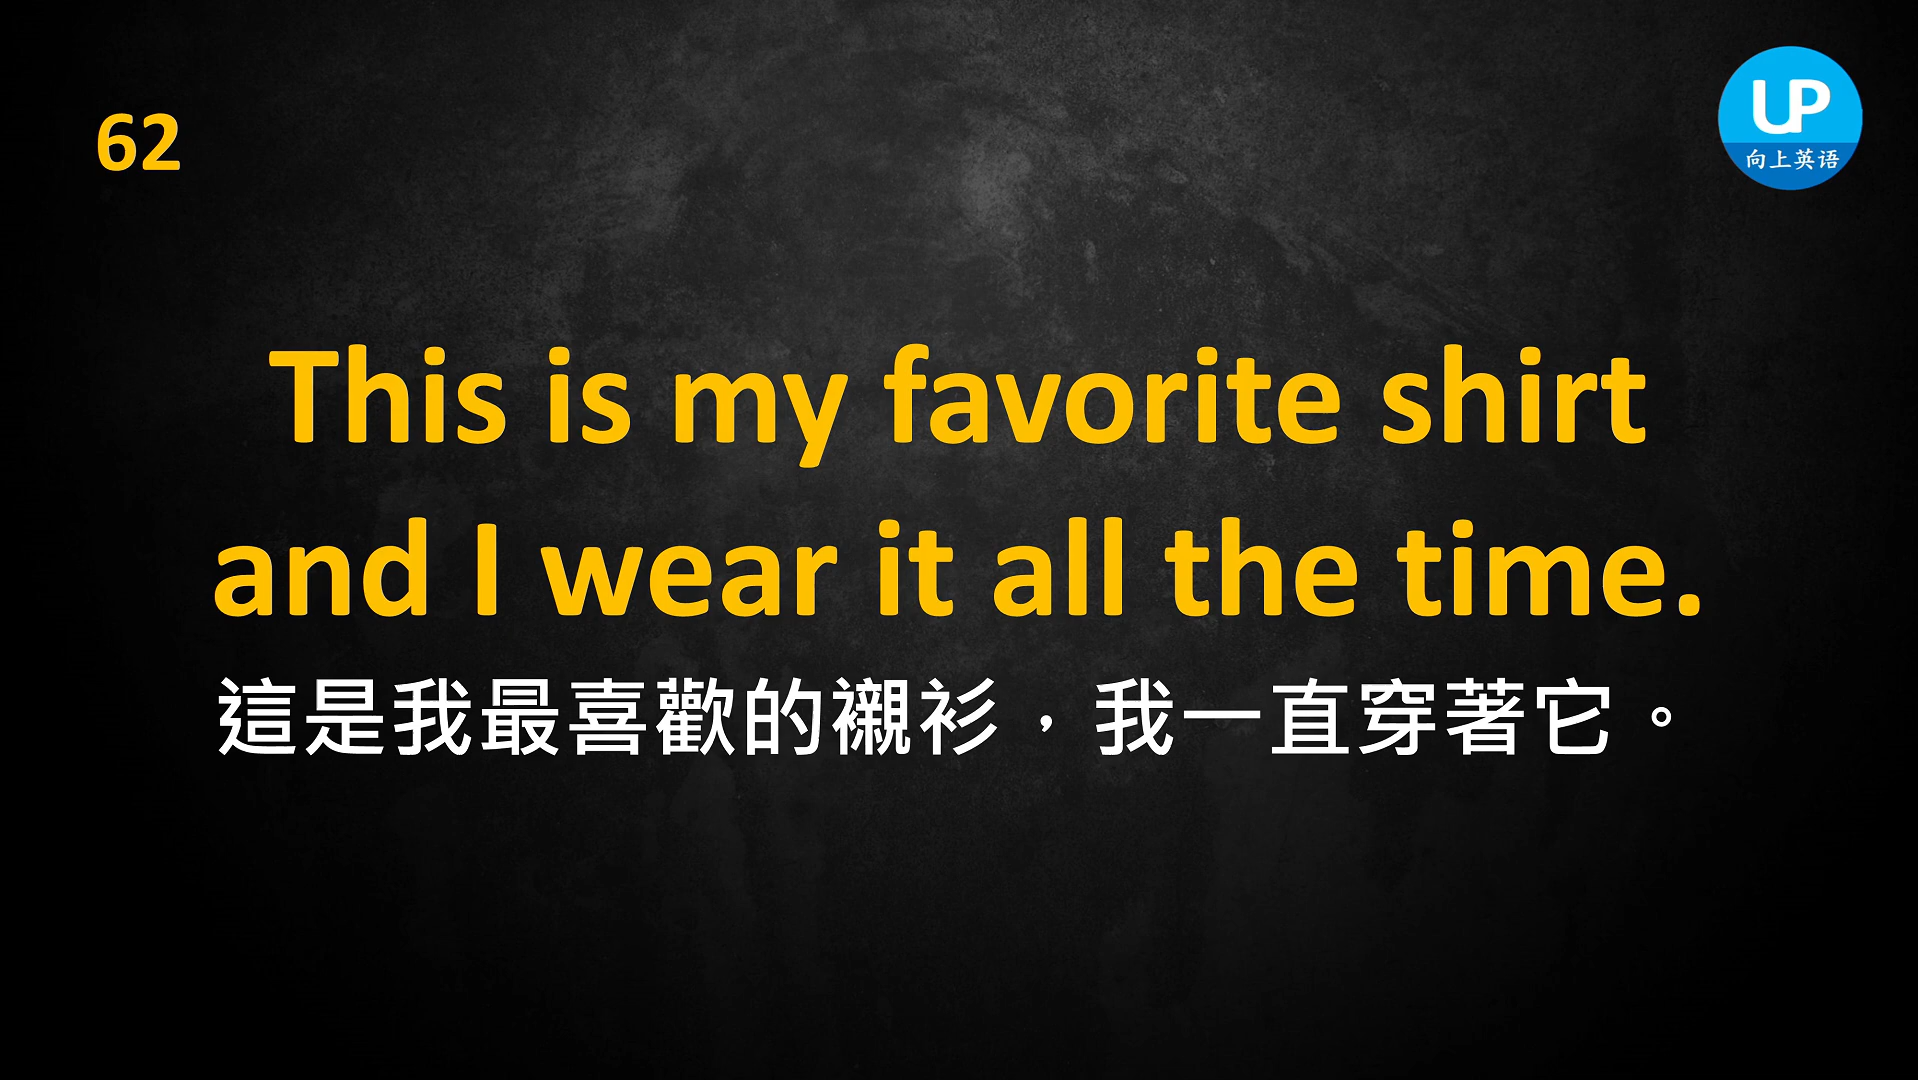 62
UP
向上英语
This is my favorite shirt
and I wear it all the time.
這是我最喜歡的襯衫，我一直穿著它。